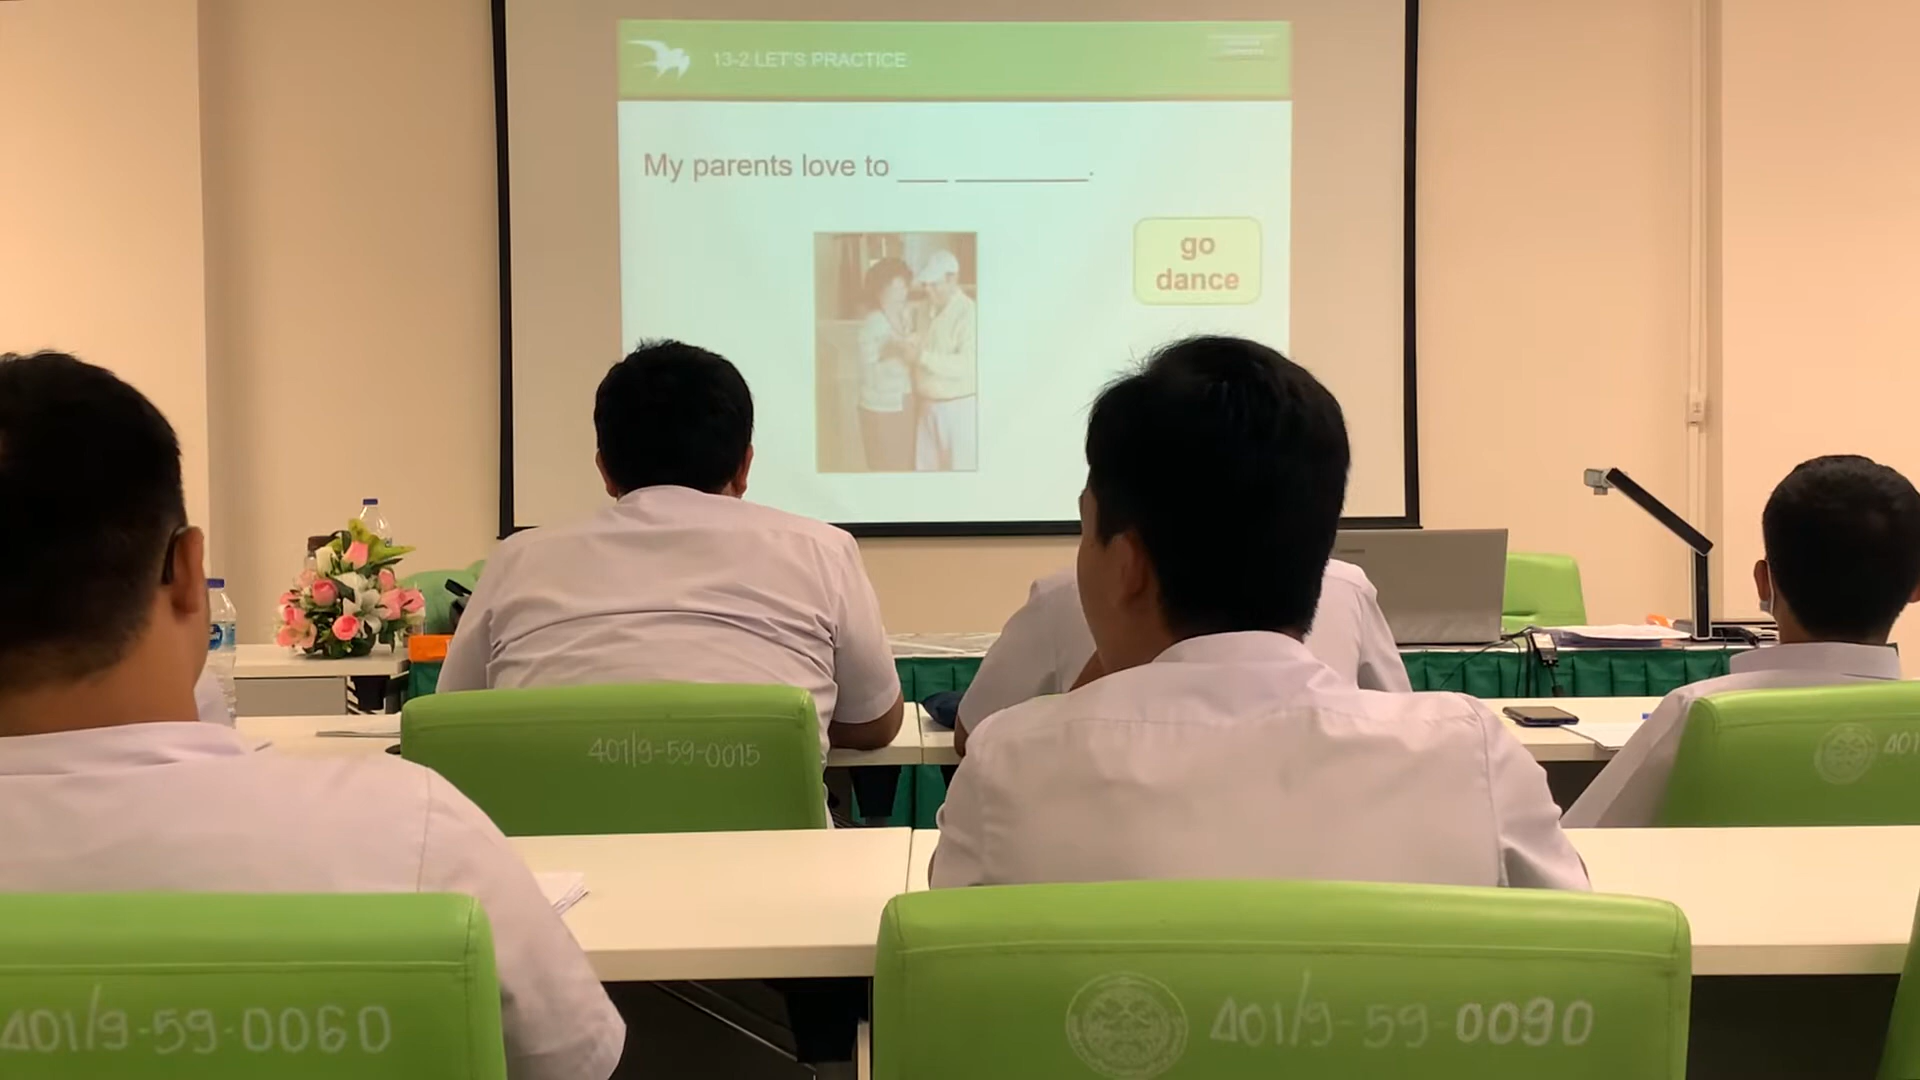 13-2 LET'S PRACTICE
My parents love to ___ ________.
go
dance
401/9-59-0015
401
401/9-59-0060
401/9-59-0090